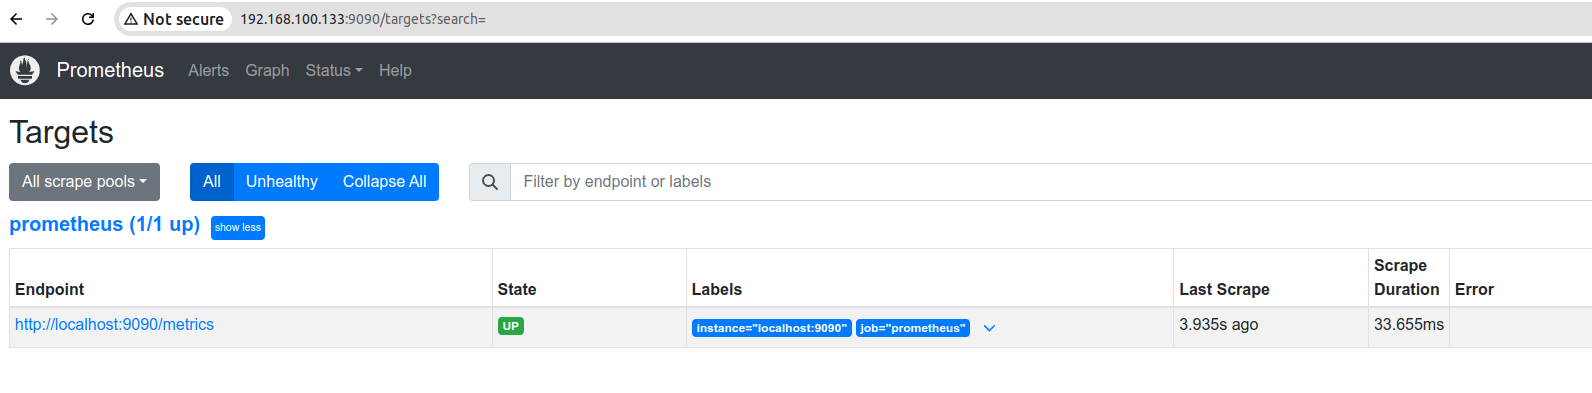 Not secure 192.168.100.133:9090/targets?search=
Prometheus Alerts Graph Status Help
Targets
All scrape pools All Unhealthy Collapse All Filter by endpoint or labels
prometheus (1/1 up) show less
Endpoint State Labels Last Scrape Scrape Duration Error
http://localhost:9090/metrics UP instance="localhost:9090" job="prometheus" 3.935s ago 33.655ms